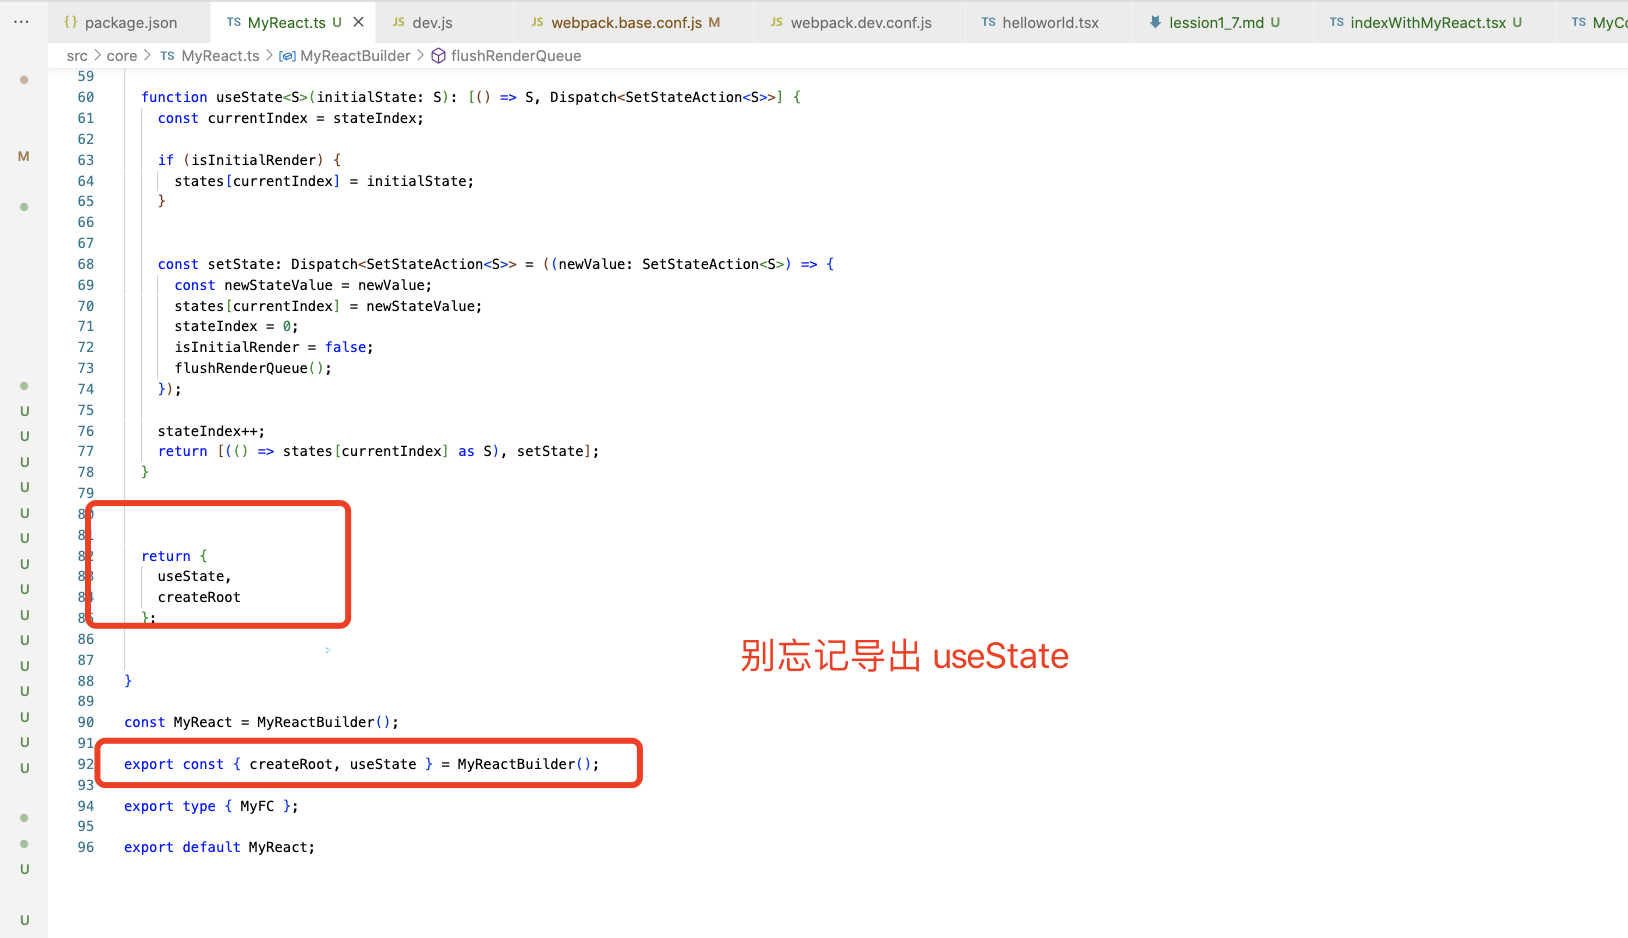 ··· {} package.json TS MyReact.ts U × JS dev.js JS webpack.base.conf.js M JS webpack.dev.conf.js TS helloworld.tsx lession1_7.md U TS indexWithMyReact.tsx U TS MyCo
src > core > TS MyReact.ts > MyReactBuilder > flushRenderQueue
59
60 function useState<S>(initialState: S): [() => S, Dispatch<SetStateAction<S>>] {
61 const currentIndex = stateIndex;
62
M 63 if (isInitialRender) {
64 states[currentIndex] = initialState;
65 }
66
67
68 const setState: Dispatch<SetStateAction<S>> = ((newValue: SetStateAction<S>) => {
69 const newStateValue = newValue;
70 states[currentIndex] = newStateValue;
71 stateIndex = 0;
72 isInitialRender = false;
73 flushRenderQueue();
74 });
U 75
U 76 stateIndex++;
U 77 return [(() => states[currentIndex] as S), setState];
78 }
U 79
U 80
U 81
U 82 return {
U 83 useState,
U 84 createRoot
U 85 };
U 86
别忘记导出 useState
U 87
U 88 }
U 89
90 const MyReact = MyReactBuilder();
U 91
U 92 export const { createRoot, useState } = MyReactBuilder();
93
94 export type { MyFC };
95
96 export default MyReact;
U
U